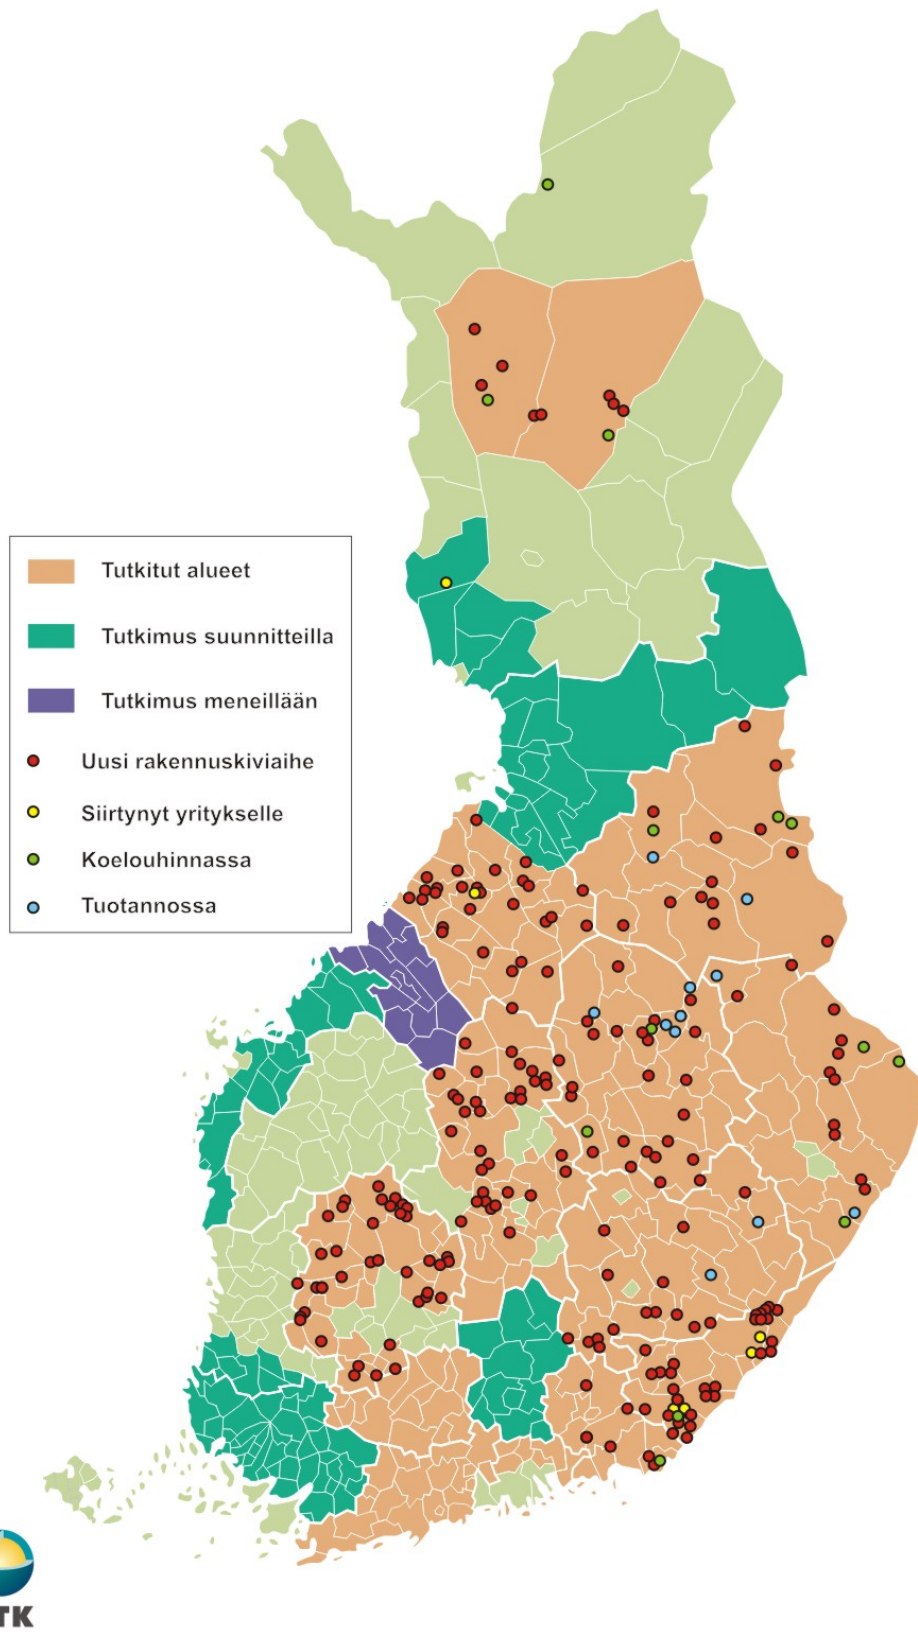 Tutkitut alueet
Tutkimus suunnitteilla
Tutkimus meneillään
Uusi rakennuskiviaihe
Siirtynyt yritykselle
Koelouhinnassa
Tuotannossa
TK